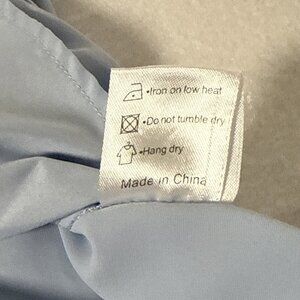 •Iron on low heat
•Do not tumble dry
•Hang dry
Made in China